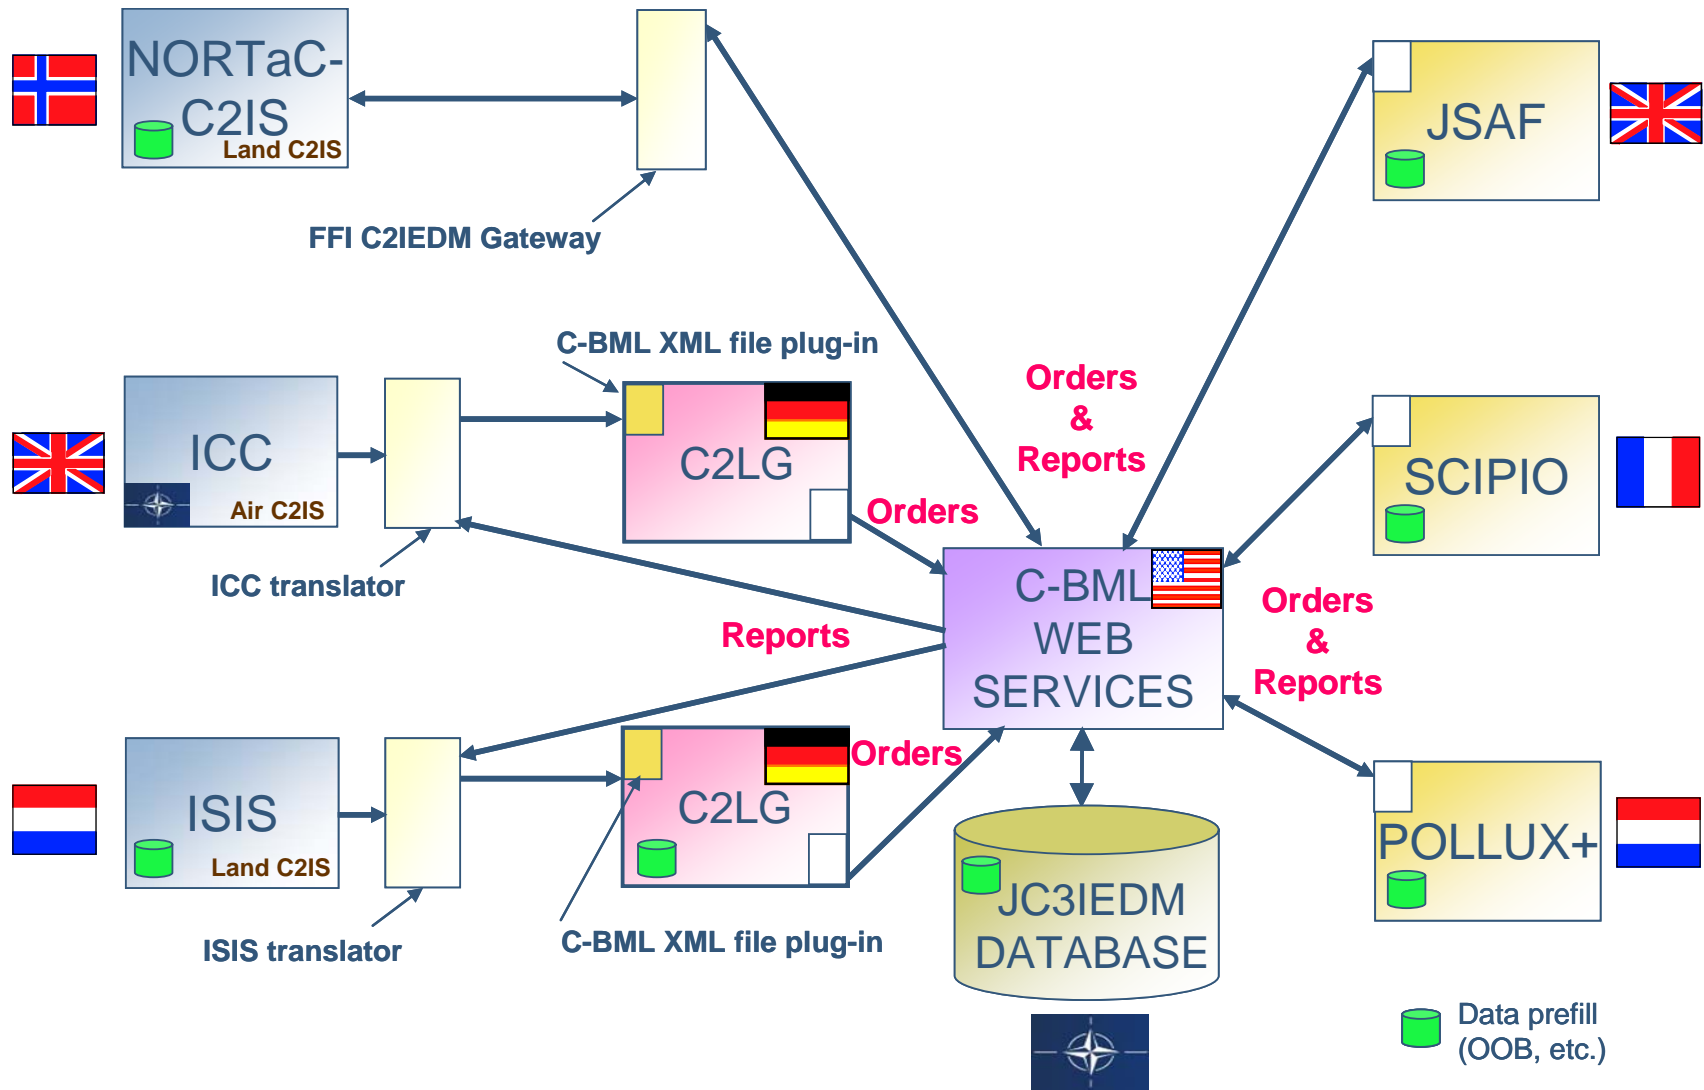 NORTaC-
C2IS
Land C2IS
FFI C2IEDM Gateway
JSAF
C-BML XML file plug-in
Orders
&
Reports
ICC
Air C2IS
C2LG
Orders
SCIPIO
ICC translator
C-BML
WEB
SERVICES
Orders
&
Reports
Reports
ISIS
Land C2IS
C2LG
Orders
POLLUX+
ISIS translator
C-BML XML file plug-in
JC3IEDM
DATABASE
Data prefill
(OOB, etc.)